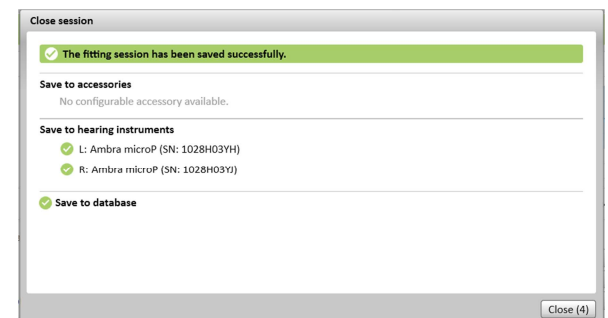 Close session
The fitting session has been saved successfully.
Save to accessories
No configurable accessory available.
Save to hearing instruments
L: Ambra microP (SN: 1028H03YH)
R: Ambra microP (SN: 1028H03YJ)
Save to database
Close (4)